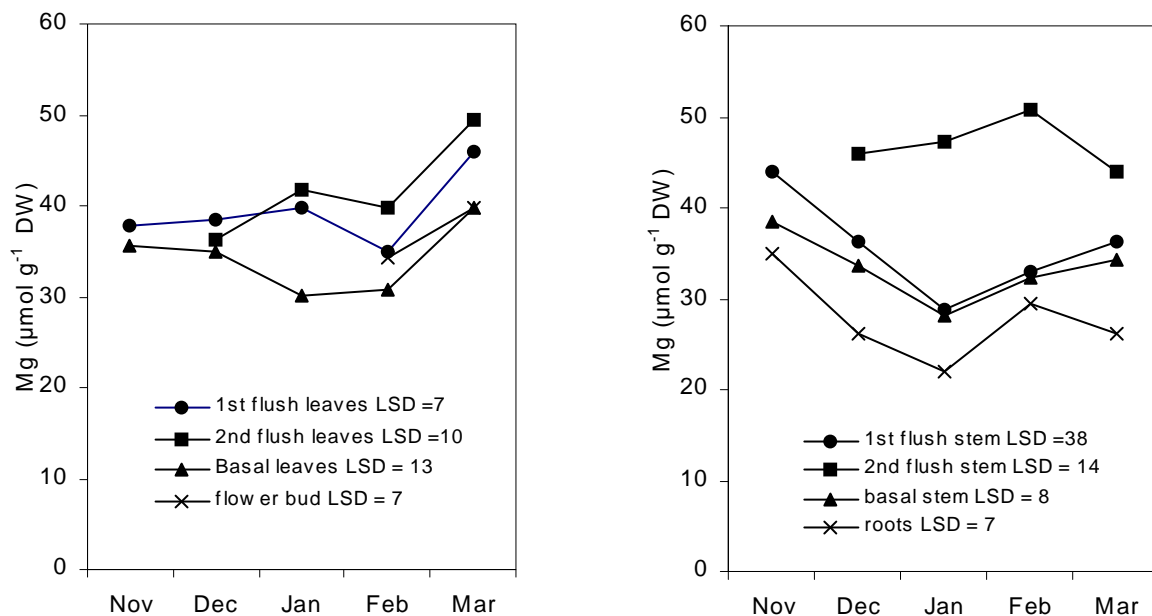 60
50
40
30
20
10
0
Mg (µmol g⁻¹ DW)
1st flush leaves LSD =7
2nd flush leaves LSD =10
Basal leaves LSD = 13
flow er bud LSD = 7
Nov Dec Jan Feb Mar
60
50
40
30
20
10
0
Mg (µmol g⁻¹ DW)
1st flush stem LSD =38
2nd flush stem LSD = 14
basal stem LSD = 8
roots LSD = 7
Nov Dec Jan Feb Mar